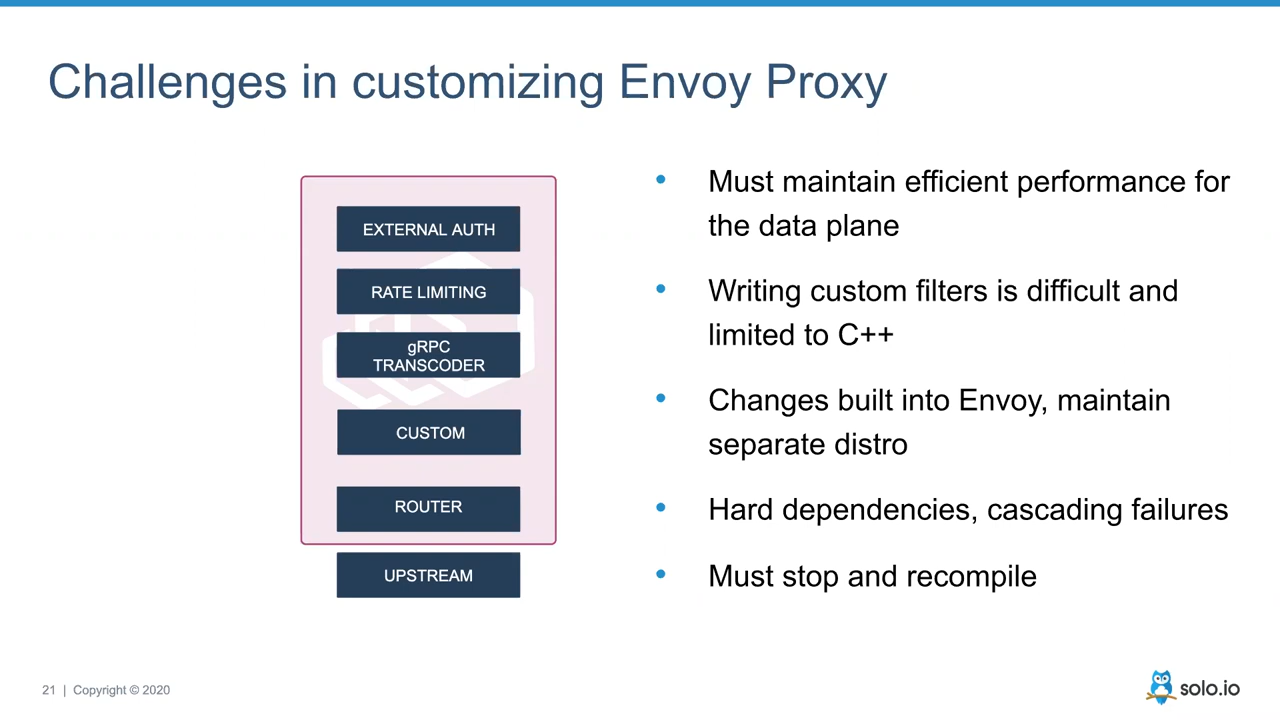 Challenges in customizing Envoy Proxy
EXTERNAL AUTH
RATE LIMITING
gRPC
TRANSCODER
CUSTOM
ROUTER
UPSTREAM
• Must maintain efficient performance for
the data plane
• Writing custom filters is difficult and
limited to C++
• Changes built into Envoy, maintain
separate distro
• Hard dependencies, cascading failures
• Must stop and recompile
21 | Copyright © 2020
solo.io